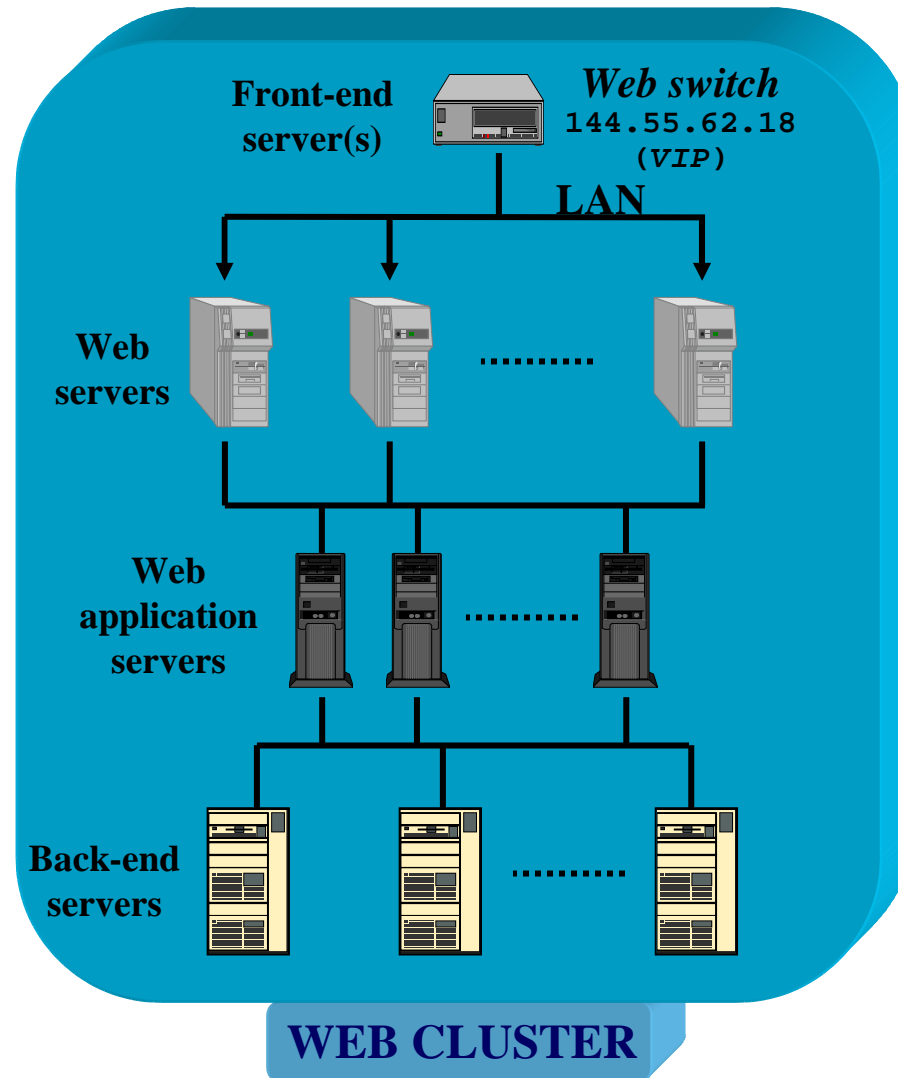 Front-end
server(s)
Web switch
144.55.62.18
(VIP)
LAN
Web
servers
Web
application
servers
Back-end
servers
WEB CLUSTER